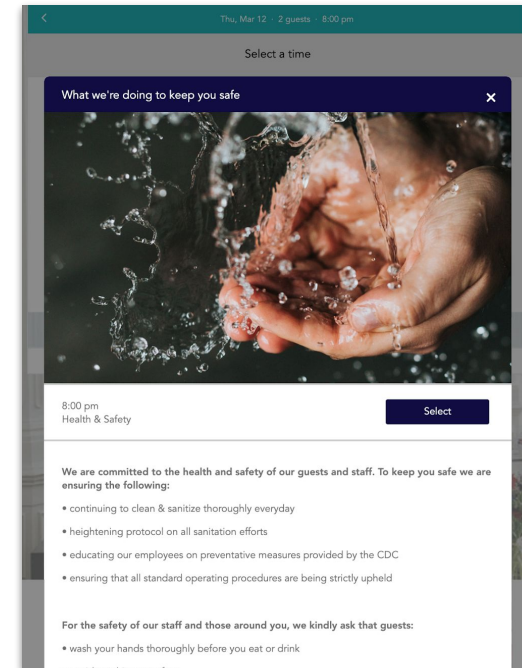 Thu, Mar 12 · 2 guests · 8:00 pm
Select a time
What we're doing to keep you safe
8:00 pm
Health & Safety
Select
We are committed to the health and safety of our guests and staff. To keep you safe we are
ensuring the following:
• continuing to clean & sanitize thoroughly everyday
• heightening protocol on all sanitation efforts
• educating our employees on preventative measures provided by the CDC
• ensuring that all standard operating procedures are being strictly upheld
For the safety of our staff and those around you, we kindly ask that guests:
• wash your hands thoroughly before you eat or drink